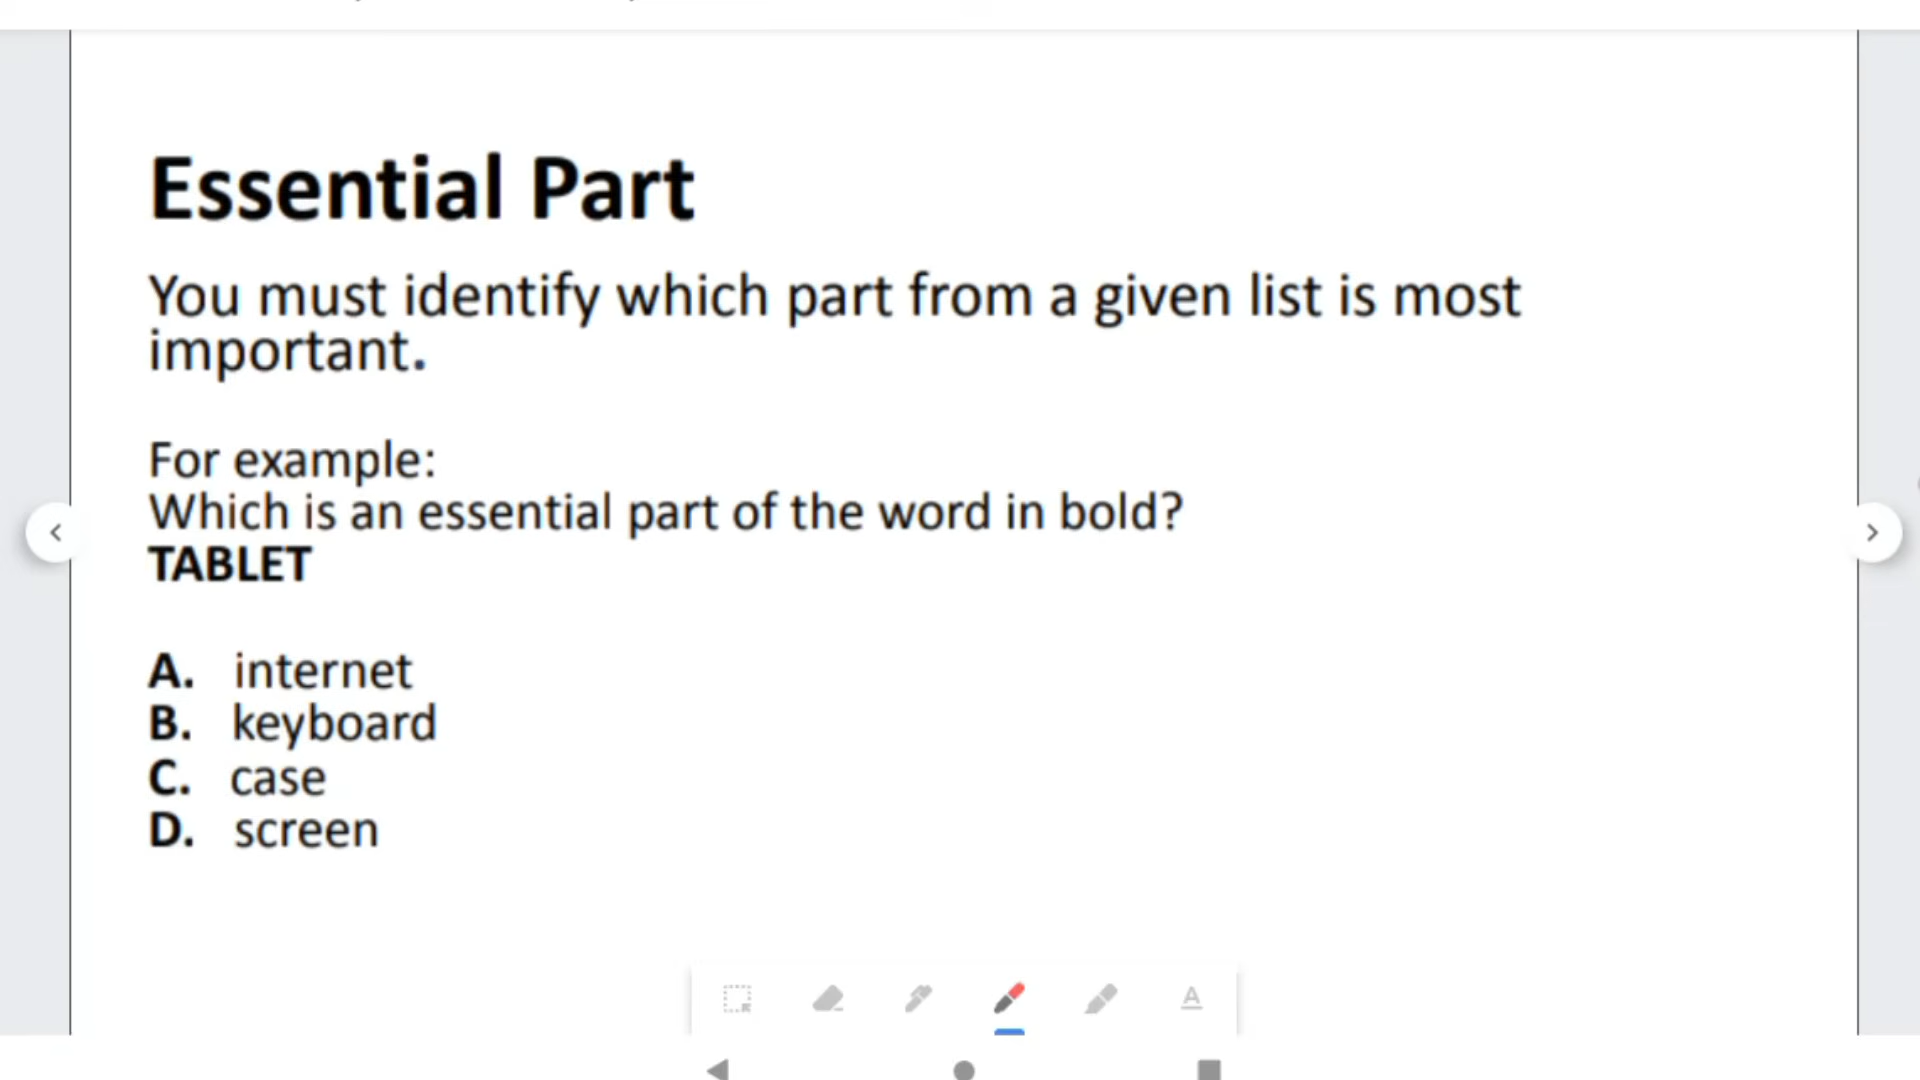 Essential Part
You must identify which part from a given list is most
important.
For example:
Which is an essential part of the word in bold?
TABLET
A. internet
B. keyboard
C. case
D. screen
A